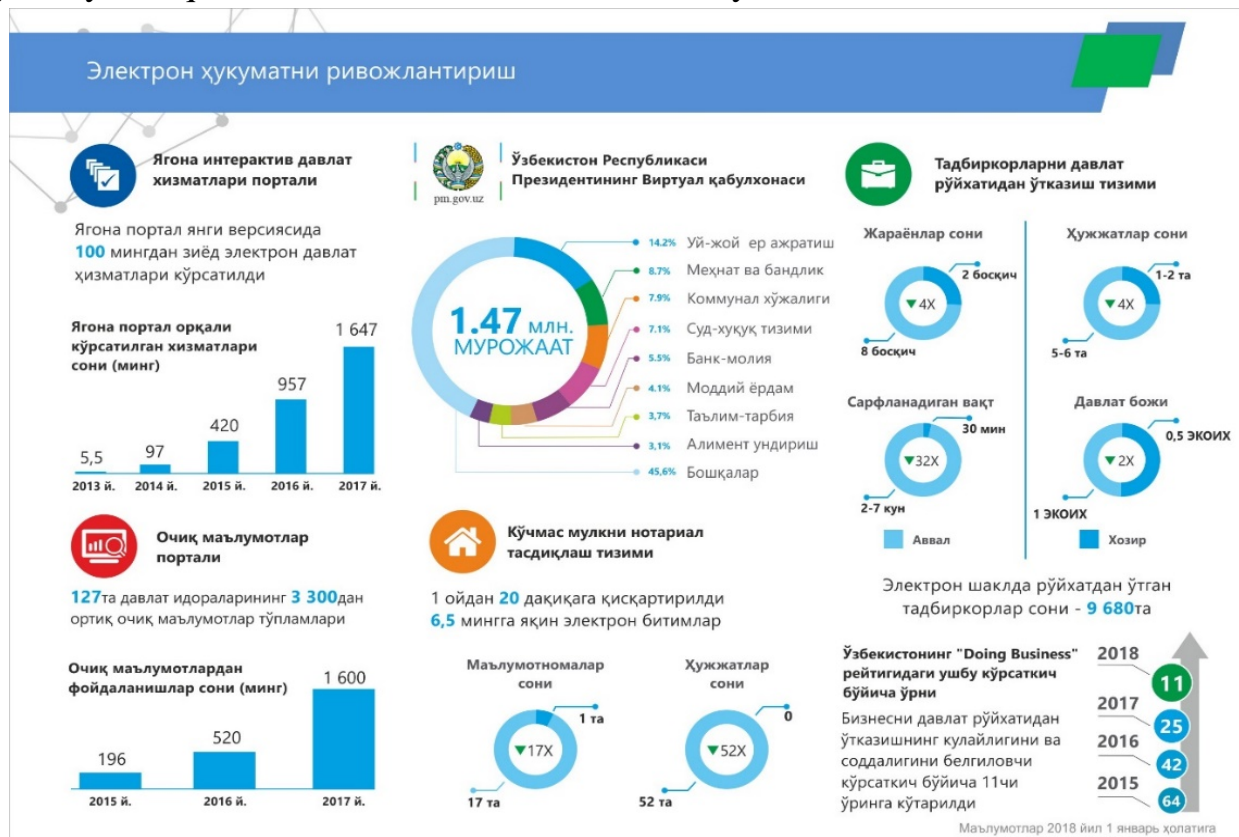 Электрон ҳукуматни ривожлантириш
Ягона интерактив давлат
хизматлари портали
Ягона портал янги версиясида
100 мингдан зиёд электрон давлат
ҳизматлари кўрсатилди
Ягона портал орқали
кўрсатилган хизматлари
сони (минг)
5,5
97
420
957
1 647
2013 й.
2014 й.
2015 й.
2016 й.
2017 й.
Очиқ маълумотлар
портали
127та давлат идораларининг 3 300дан
ортиқ очиқ маълумотлар тўпламлари
Очиқ маълумотлардан
фойдаланишлар сони (минг)
196
520
1 600
2015 й.
2016 й.
2017 й.
pm.gov.uz
Ўзбекистон Республикаси
Президентининг Виртуал қабулхонаси
1.47 млн.
МУРОЖААТ
14.2% Уй-жой ер ажратиш
8.7% Меҳнат ва бандлик
7.9% Коммунал хўжалиги
7.1% Суд-хуқуқ тизими
5.5% Банк-молия
4.1% Моддий ёрдам
3,7% Таълим-тарбия
3,1% Алимент ундириш
45,6% Бошқалар
Кўчмас мулкни нотариал
тасдиқлаш тизими
1 ойдан 20 дақиқага қисқартирилди
6,5 мингга яқин электрон битимлар
Маълумотномалар
сони
1 та
▼17X
17 та
Ҳужжатлар
сони
0
▼52X
52 та
Тадбиркорларни давлат
рўйхатидан ўтказиш тизими
Жараёнлар сони
2 босқич
▼4X
8 босқич
Ҳужжатлар сони
1-2 та
▼4X
5-6 та
Сарфланадиган вақт
30 мин
▼32X
2-7 кун
Давлат божи
0,5 ЭКОИХ
▼2X
1 ЭКОИХ
Аввал
Хозир
Электрон шаклда рўйхатдан ўтган
тадбиркорлар сони - 9 680та
Ўзбекистонинг "Doing Business"
рейтигидаги ушбу кўрсаткич
бўйича ўрни
Бизнесни давлат рўйхатидан
ўтказишнинг кулайлигини ва
соддалигини белгиловчи
кўрсаткич бўйича 11чи
ўринга кўтарилди
2018 11
2017 25
2016 42
2015 64
Маълумотлар 2018 йил 1 январь ҳолатига